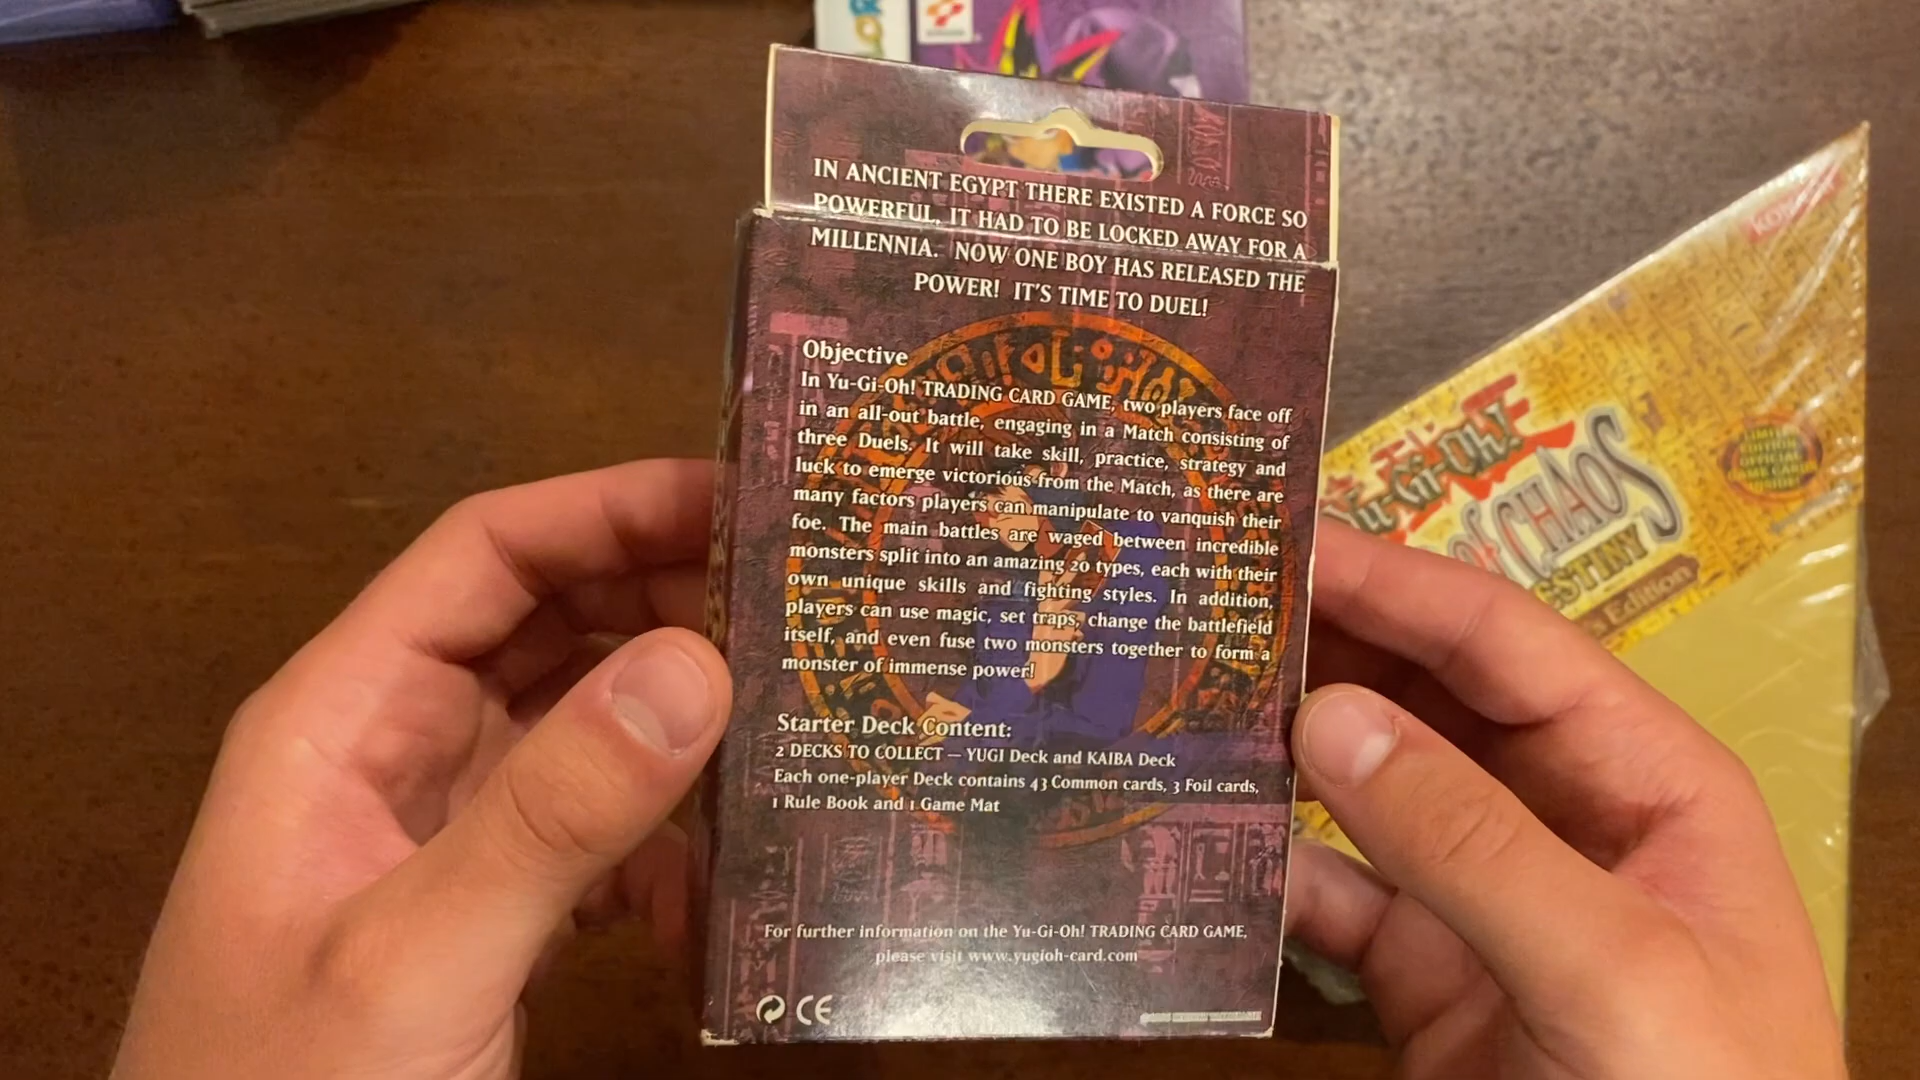 IN ANCIENT EGYPT THERE EXISTED A FORCE SO
POWERFUL, IT HAD TO BE LOCKED AWAY FOR A
MILLENNIA. NOW ONE BOY HAS RELEASED THE
POWER! IT'S TIME TO DUEL!
Objective
In Yu-Gi-Oh! TRADING CARD GAME, two players face off
in an all-out battle, engaging in a Match consisting of
three Duels. It will take skill, practice, strategy and
luck to emerge victorious from the Match, as there are
many factors players can manipulate to vanquish their
foe. The main battles are waged between incredible
monsters split into an amazing 20 types, each with their
own unique skills and fighting styles. In addition,
players can use magic, set traps, change the battlefield
itself, and even fuse two monsters together to form a
monster of immense power!
Starter Deck Content:
2 DECKS TO COLLECT — YUGI Deck and KAIBA Deck
Each one-player Deck contains 43 Common cards, 3 Foil cards,
1 Rule Book and 1 Game Mat
For further information on the Yu-Gi-Oh! TRADING CARD GAME,
please visit www.yugioh-card.com
CE
KONAMI
Yu-Gi-Oh!
OF CHAOS
Edition